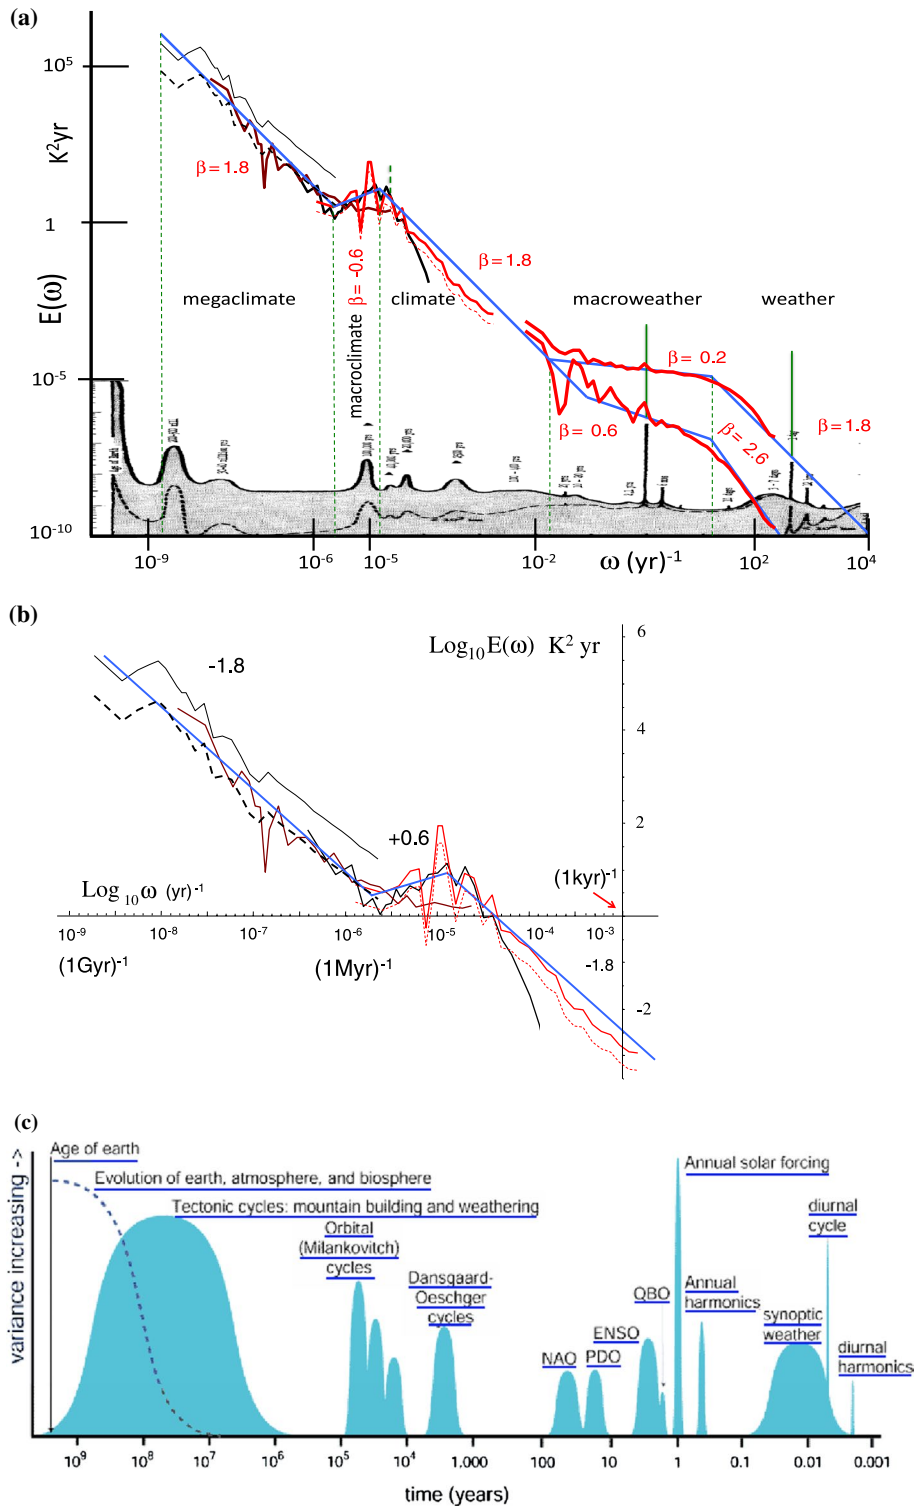 (a)
10⁵
K²yr
1
E(ω)
10⁻⁵
10⁻¹⁰
β = 1.8
β = -0.6
β = 1.8
megaclimate
macroclimate
climate
macroweather
weather
β = 0.2
β = 0.6
β = 2.6
β = 1.8
10⁻⁹
10⁻⁶
10⁻⁵
10⁻²
ω (yr)⁻¹
10²
10⁴
(b)
Log₁₀E(ω) K² yr
6
-1.8
4
2
+0.6
(1kyr)⁻¹
Log₁₀ω (yr)⁻¹
10⁻⁹
10⁻⁸
10⁻⁷
10⁻⁶
10⁻⁵
10⁻⁴
10⁻³
(1Gyr)⁻¹
(1Myr)⁻¹
-1.8
-2
(c)
variance increasing ->
Age of earth
Evolution of earth, atmosphere, and biosphere
Tectonic cycles: mountain building and weathering
Orbital
(Milankovitch)
cycles
Dansgaard-
Oeschger
cycles
NAO
PDO
ENSO
QBO
Annual solar forcing
Annual
harmonics
synoptic
weather
diurnal
cycle
diurnal
harmonics
10⁹
10⁸
10⁷
10⁶
10⁵
10⁴
1.000
100
10
1
0.1
0.01
0.001
time (years)